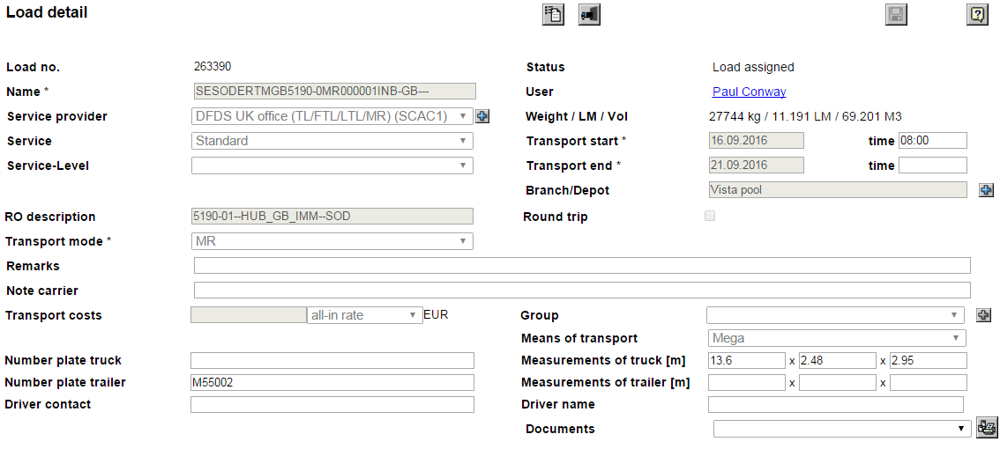 Load detail
Load no. 263390 Status Load assigned
Name * SESODERTMGB5190-0MR000001INB-GB--- User Paul Conway
Service provider DFDS UK office (TL/FTL/LTL/MR) (SCAC1) Weight / LM / Vol 27744 kg / 11.191 LM / 69.201 M3
Service Standard Transport start * 16.09.2016 time 08:00
Service-Level Transport end * 21.09.2016 time
Branch/Depot Vista pool
RO description 5190-01--HUB_GB_IMM--SOD Round trip
Transport mode * MR
Remarks
Note carrier
Transport costs all-in rate EUR Group
Means of transport Mega
Number plate truck Measurements of truck [m] 13.6 x 2.48 x 2.95
Number plate trailer M55002 Measurements of trailer [m] x x
Driver contact Driver name
Documents